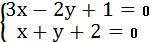 3x - 2y + 1 = 0
x + y + 2 = 0